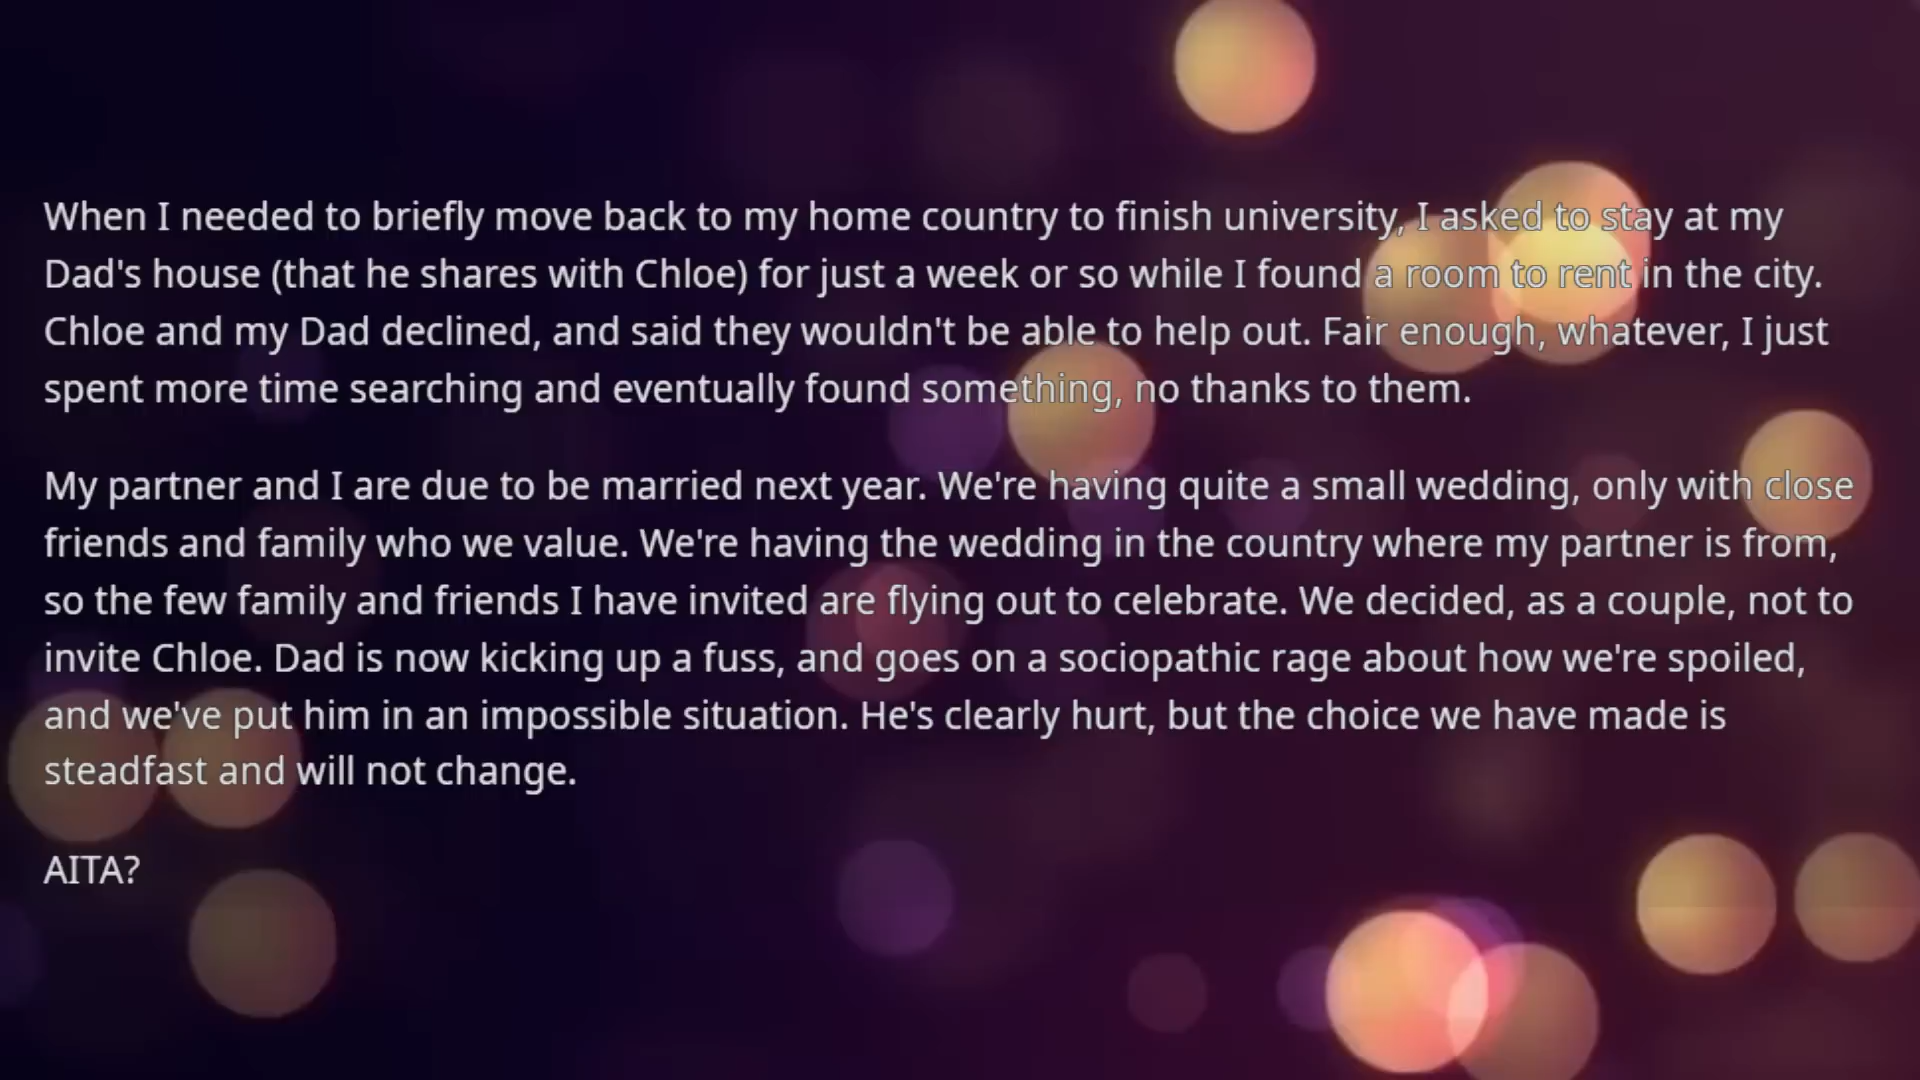 When I needed to briefly move back to my home country to finish university, I asked to stay at my
Dad's house (that he shares with Chloe) for just a week or so while I found a room to rent in the city.
Chloe and my Dad declined, and said they wouldn't be able to help out. Fair enough, whatever, I just
spent more time searching and eventually found something, no thanks to them.
My partner and I are due to be married next year. We're having quite a small wedding, only with close
friends and family who we value. We're having the wedding in the country where my partner is from,
so the few family and friends I have invited are flying out to celebrate. We decided, as a couple, not to
invite Chloe. Dad is now kicking up a fuss, and goes on a sociopathic rage about how we're spoiled,
and we've put him in an impossible situation. He's clearly hurt, but the choice we have made is
steadfast and will not change.
AITA?